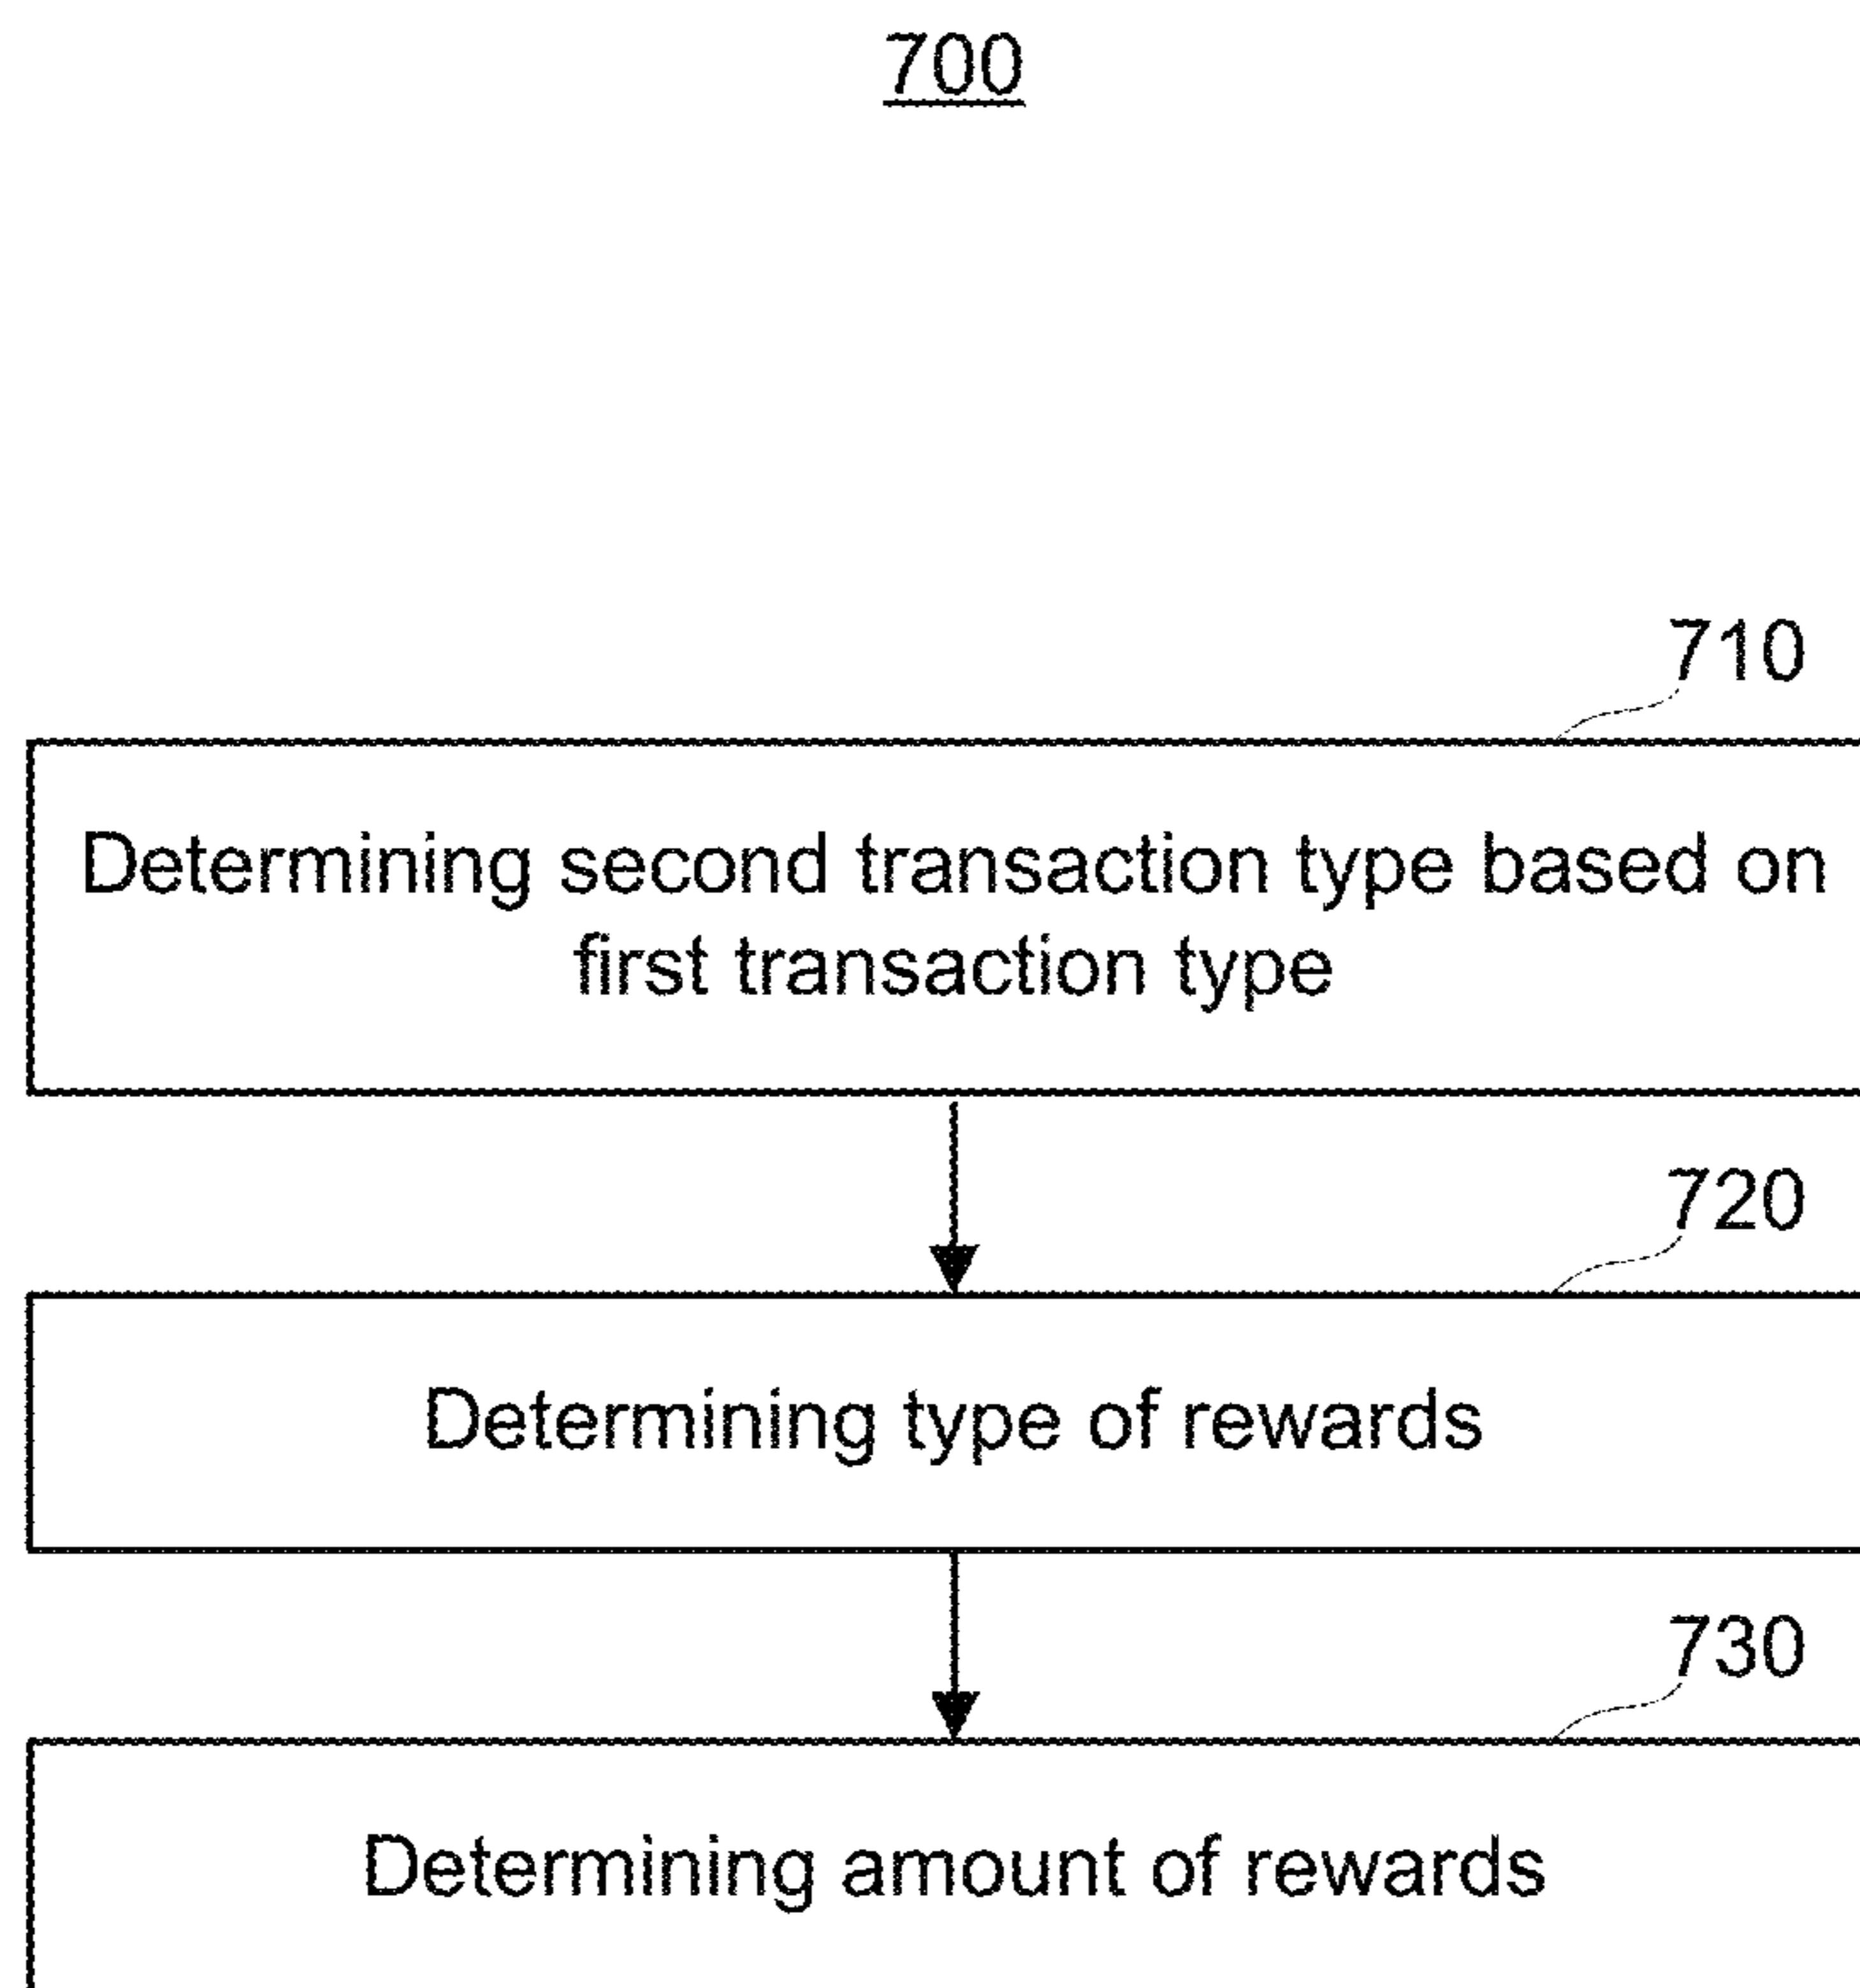 700
710
Determining second transaction type based on
first transaction type
720
Determining type of rewards
730
Determining amount of rewards